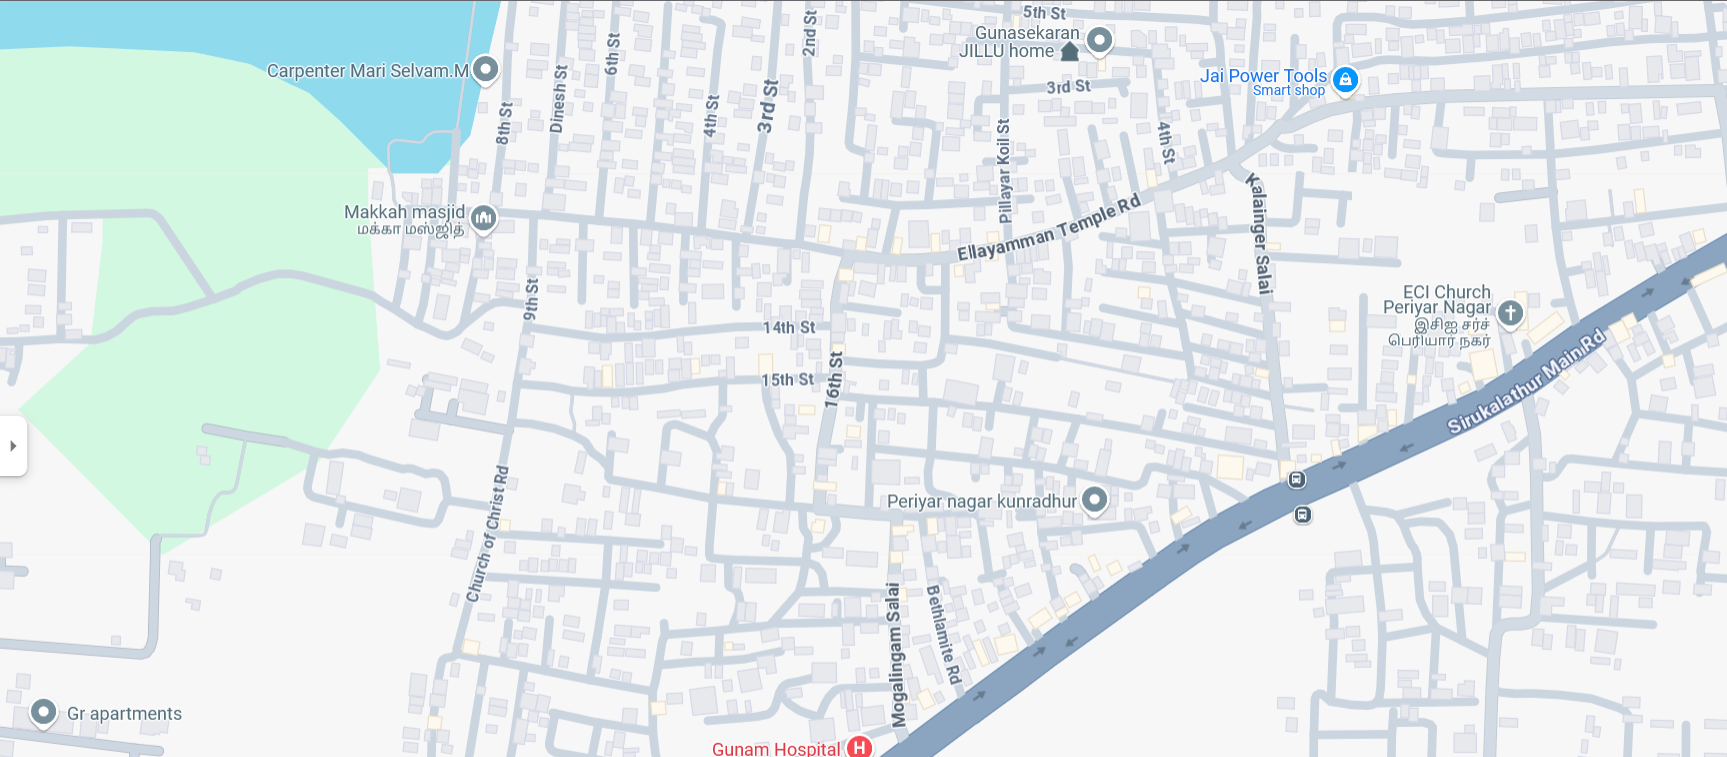 5th St
Gunasekaran
JILLU home
2nd St
6th St
Carpenter Mari Selvam.M
Dinesh St
8th St
4th St
3rd St
3rd St
Jai Power Tools
Smart shop
Pillayar Koil St
4th St
Kalainger Salai
Makkah masjid
மக்கா மஸ்ஜித்
Ellayamman Temple Rd
9th St
14th St
15th St
16th St
ECI Church
Periyar Nagar
இசிஐ சர்ச்
பெரியார் நகர்
Sirukalathur Main Rd
Church of Christ Rd
Periyar nagar kunradhur
Mogalingam Salai
Bethlamite Rd
Gr apartments
Gunam Hospital
H